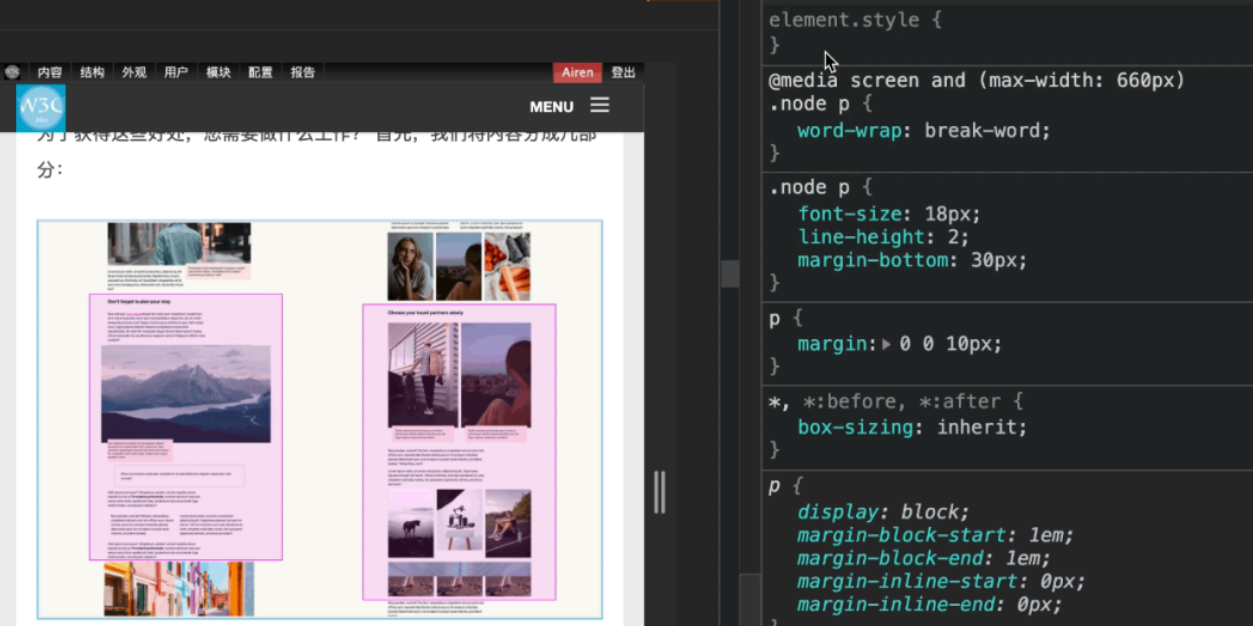 内容 结构 外观 用户 模块 配置 报告 Airen 登出
W3C
plus
MENU
为了获得这些好处，您需要做什么工作？ 首先，我们将内容分成几部
分：
Don't forget to plan your stay
Choose your travel partners wisely
element.style {
}
@media screen and (max-width: 660px)
.node p {
word-wrap: break-word;
}
.node p {
font-size: 18px;
line-height: 2;
margin-bottom: 30px;
}
p {
margin: 0 0 10px;
}
*, *:before, *:after {
box-sizing: inherit;
}
p {
display: block;
margin-block-start: 1em;
margin-block-end: 1em;
margin-inline-start: 0px;
margin-inline-end: 0px;
}